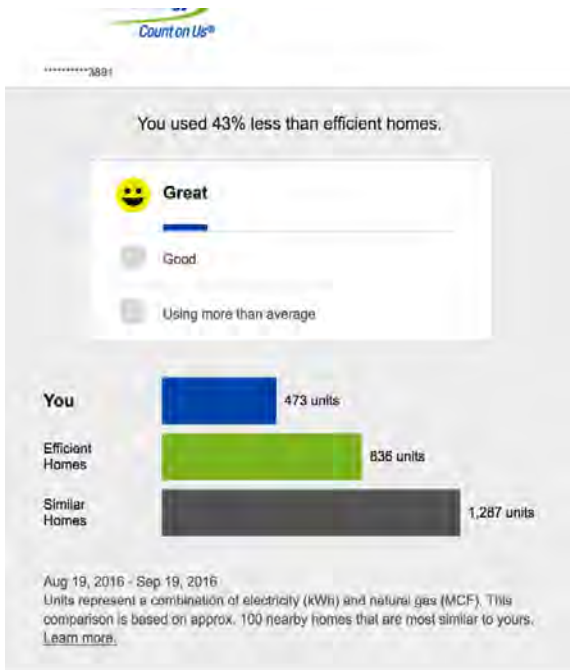 Count on Us®
**********3891
You used 43% less than efficient homes.
Great
Good
Using more than average
You
473 units
Efficient
Homes
836 units
Similar
Homes
1,287 units
Aug 19, 2016 - Sep 19, 2016
Units represent a combination of electricity (kWh) and natural gas (MCF). This
comparison is based on approx. 100 nearby homes that are most similar to yours.
Learn more.